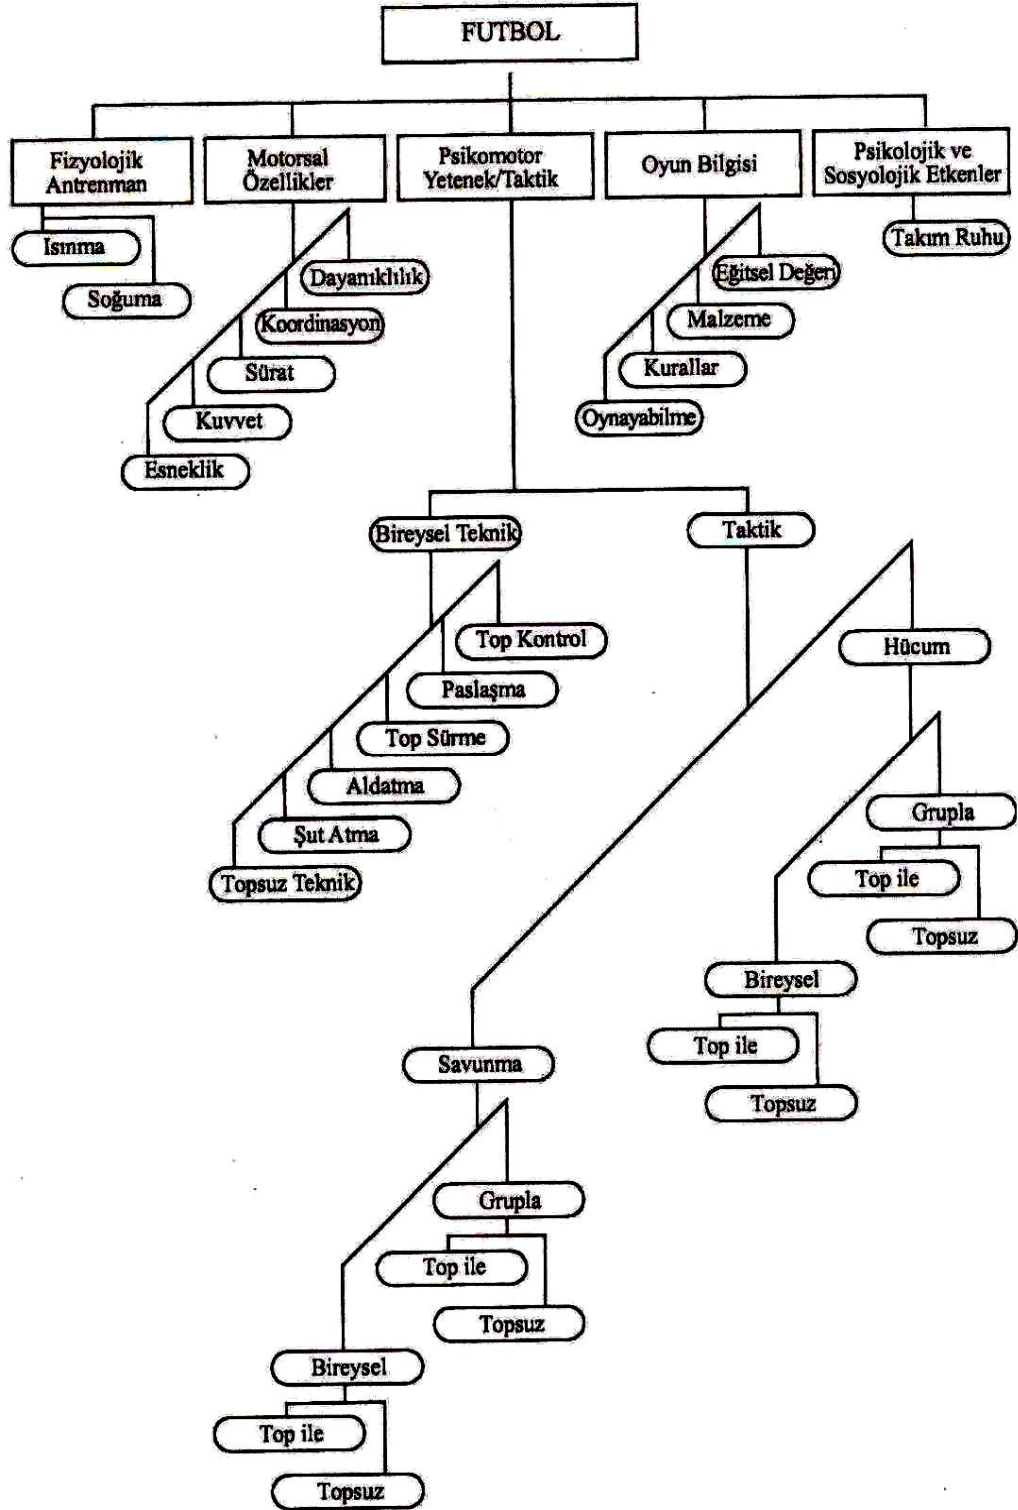 FUTBOL
Fizyolojik
Antrenman
Motorsal
Özellikler
Psikomotor
Yetenek/Taktik
Oyun Bilgisi
Psikolojik ve
Sosyolojik Etkenler
Isınma
Soğuma
Dayanıklılık
Koordinasyon
Sürat
Kuvvet
Esneklik
Eğitsel Değeri
Malzeme
Kurallar
Oynayabilme
Takım Ruhu
Bireysel Teknik
Taktik
Top Kontrol
Paslaşma
Top Sürme
Aldatma
Şut Atma
Topsuz Teknik
Hücum
Grupla
Top ile
Topsuz
Bireysel
Top ile
Topsuz
Savunma
Grupla
Top ile
Topsuz
Bireysel
Top ile
Topsuz